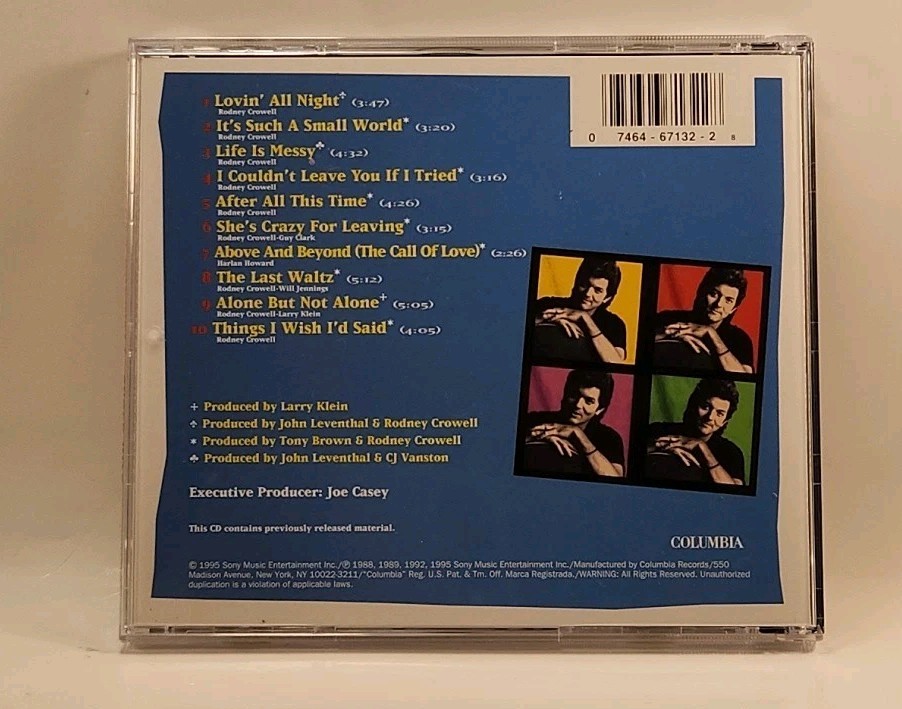 1 Lovin' All Night♤ (3:47)
Rodney Crowell
2 It's Such A Small World* (3:20)
Rodney Crowell
3 Life Is Messy♣ (4:32)
Rodney Crowell
4 I Couldn't Leave You If I Tried* (3:16)
Rodney Crowell
5 After All This Time* (4:26)
Rodney Crowell
6 She's Crazy For Leaving* (3:15)
Rodney Crowell-Guy Clark
7 Above And Beyond (The Call Of Love)* (2:26)
Harlan Howard
8 The Last Waltz* (5:12)
Rodney Crowell-Will Jennings
9 Alone But Not Alone+ (5:05)
Rodney Crowell-Larry Klein
10 Things I Wish I'd Said* (4:05)
Rodney Crowell
0 7464-67132-2 8
+ Produced by Larry Klein
♤ Produced by John Leventhal & Rodney Crowell
* Produced by Tony Brown & Rodney Crowell
♣ Produced by John Leventhal & CJ Vanston
Executive Producer: Joe Casey
This CD contains previously released material.
COLUMBIA
© 1995 Sony Music Entertainment Inc./℗ 1988, 1989, 1992, 1995 Sony Music Entertainment Inc./Manufactured by Columbia Records/550
Madison Avenue, New York, NY 10022-3211/"Columbia" Reg. U.S. Pat. & Tm. Off. Marca Registrada./WARNING: All Rights Reserved. Unauthorized
duplication is a violation of applicable laws.